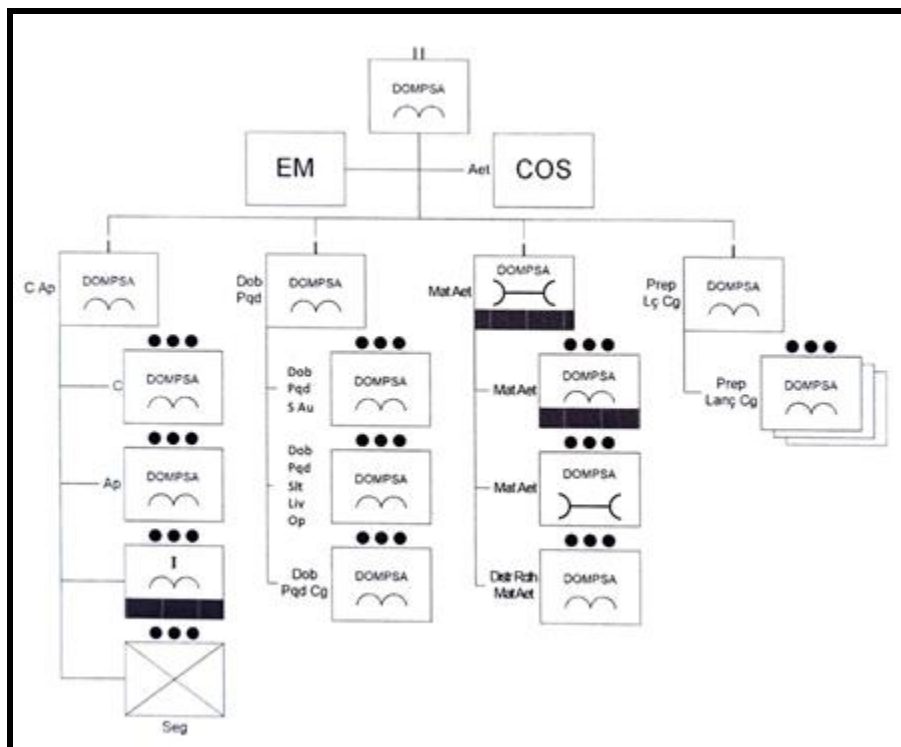 DOMPSA
EM
Aet
COS
C Ap
DOMPSA
Dob
Pqd
DOMPSA
Mat Aet
DOMPSA
Prep
Lç Cg
DOMPSA
C
DOMPSA
Dob
Pqd
S Au
DOMPSA
Mat Aet
DOMPSA
Prep
Lanç Cg
DOMPSA
Ap
DOMPSA
Dob
Pqd
Slt
Liv
Op
DOMPSA
Mat Aet
DOMPSA
I
Dob
Pqd Cg
DOMPSA
Distr Rclh
Mat Aet
DOMPSA
Seg